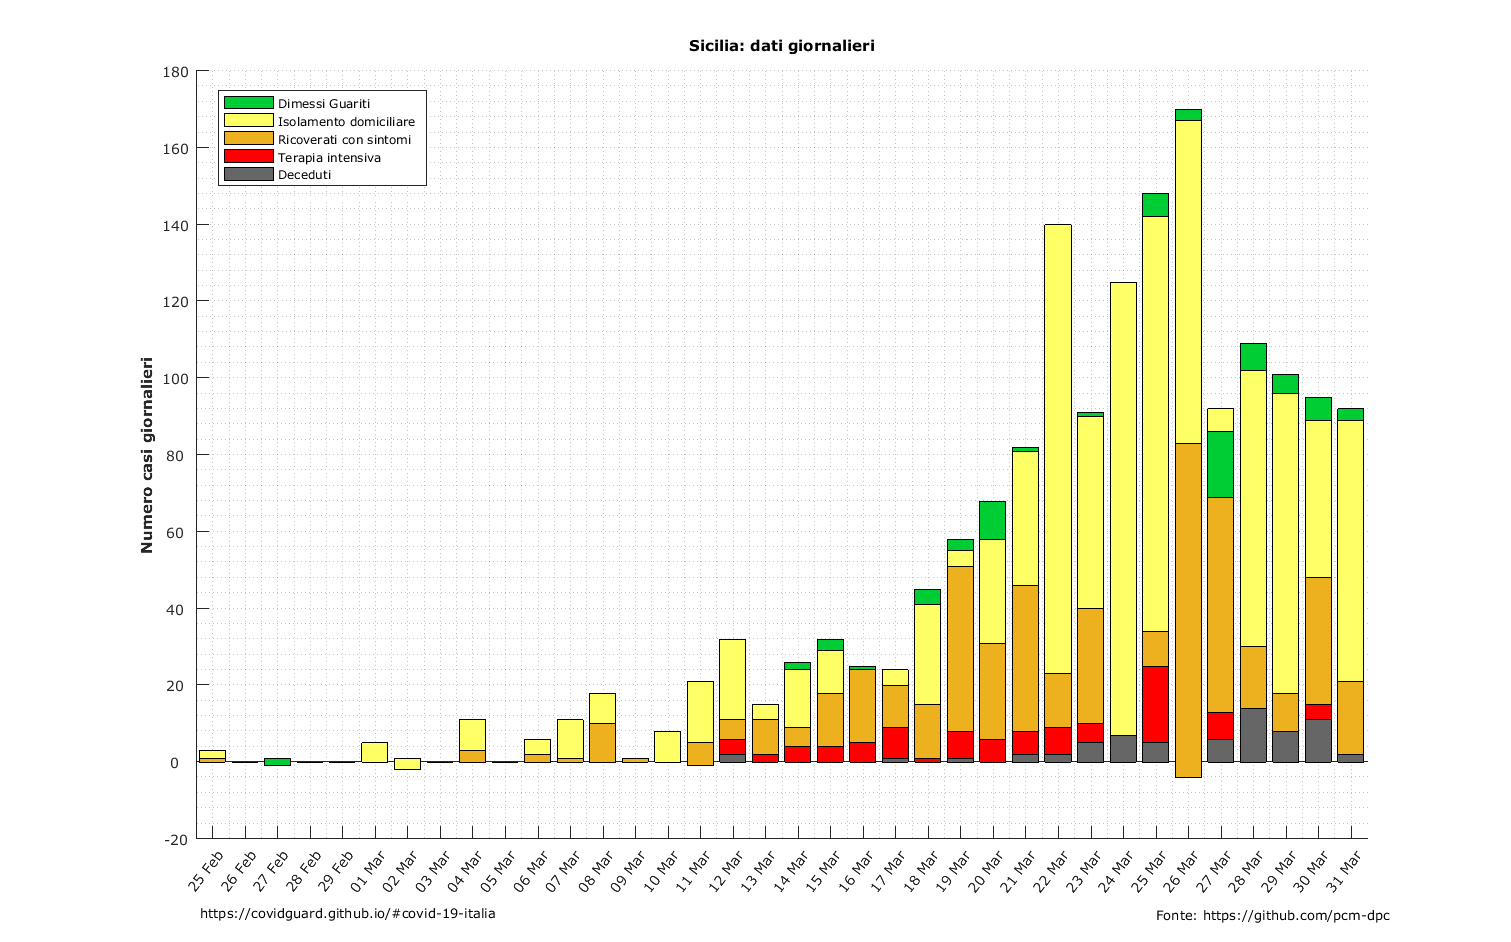 Sicilia: dati giornalieri
180
160
140
120
100
80
60
40
20
0
-20
Numero casi giornalieri
Dimessi Guariti
Isolamento domiciliare
Ricoverati con sintomi
Terapia intensiva
Deceduti
25 Feb
26 Feb
27 Feb
28 Feb
29 Feb
01 Mar
02 Mar
03 Mar
04 Mar
05 Mar
06 Mar
07 Mar
08 Mar
09 Mar
10 Mar
11 Mar
12 Mar
13 Mar
14 Mar
15 Mar
16 Mar
17 Mar
18 Mar
19 Mar
20 Mar
21 Mar
22 Mar
23 Mar
24 Mar
25 Mar
26 Mar
27 Mar
28 Mar
29 Mar
30 Mar
31 Mar
https://covidguard.github.io/#covid-19-italia
Fonte: https://github.com/pcm-dpc